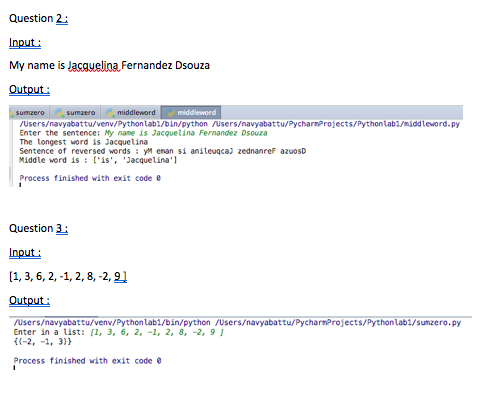 Question 2 :
Input :
My name is Jacquelina Fernandez Dsouza
Output :
sumzero sumzero middleword middleword
/Users/navyabattu/venv/Pythonlab1/bin/python /Users/navyabattu/PycharmProjects/Pythonlab1/middleword.py
Enter the sentence: My name is Jacquelina Fernandez Dsouza
The longest word is Jacquelina
Sentence of reversed words : yM eman si anileuqcaJ zednanreF azuosD
Middle word is : ['is', 'Jacquelina']
Process finished with exit code 0
Question 3 :
Input :
[1, 3, 6, 2, -1, 2, 8, -2, 9 ]
Output :
/Users/navyabattu/venv/Pythonlab1/bin/python /Users/navyabattu/PycharmProjects/Pythonlab1/sumzero.py
Enter in a list: [1, 3, 6, 2, -1, 2, 8, -2, 9 ]
{(-2, -1, 3)}
Process finished with exit code 0